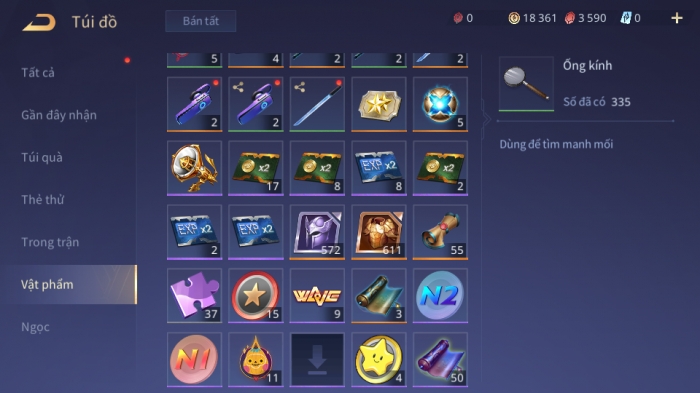 Túi đồ
Bán tất
0
18 361
3 590
0
Tất cả
Gần đây nhận
Túi quà
Thẻ thử
Trong trận
Vật phẩm
Ngọc
5 4 2 2 2
2 2 2 5
x2 17 x2 8 EXP x2 8 x2 2
EXP x2 2 EXP x2 572 611 55
37 15 WAVE 9 3 N2
N1 11 4 50
Ống kính
Số đã có 335
Dùng để tìm manh mối